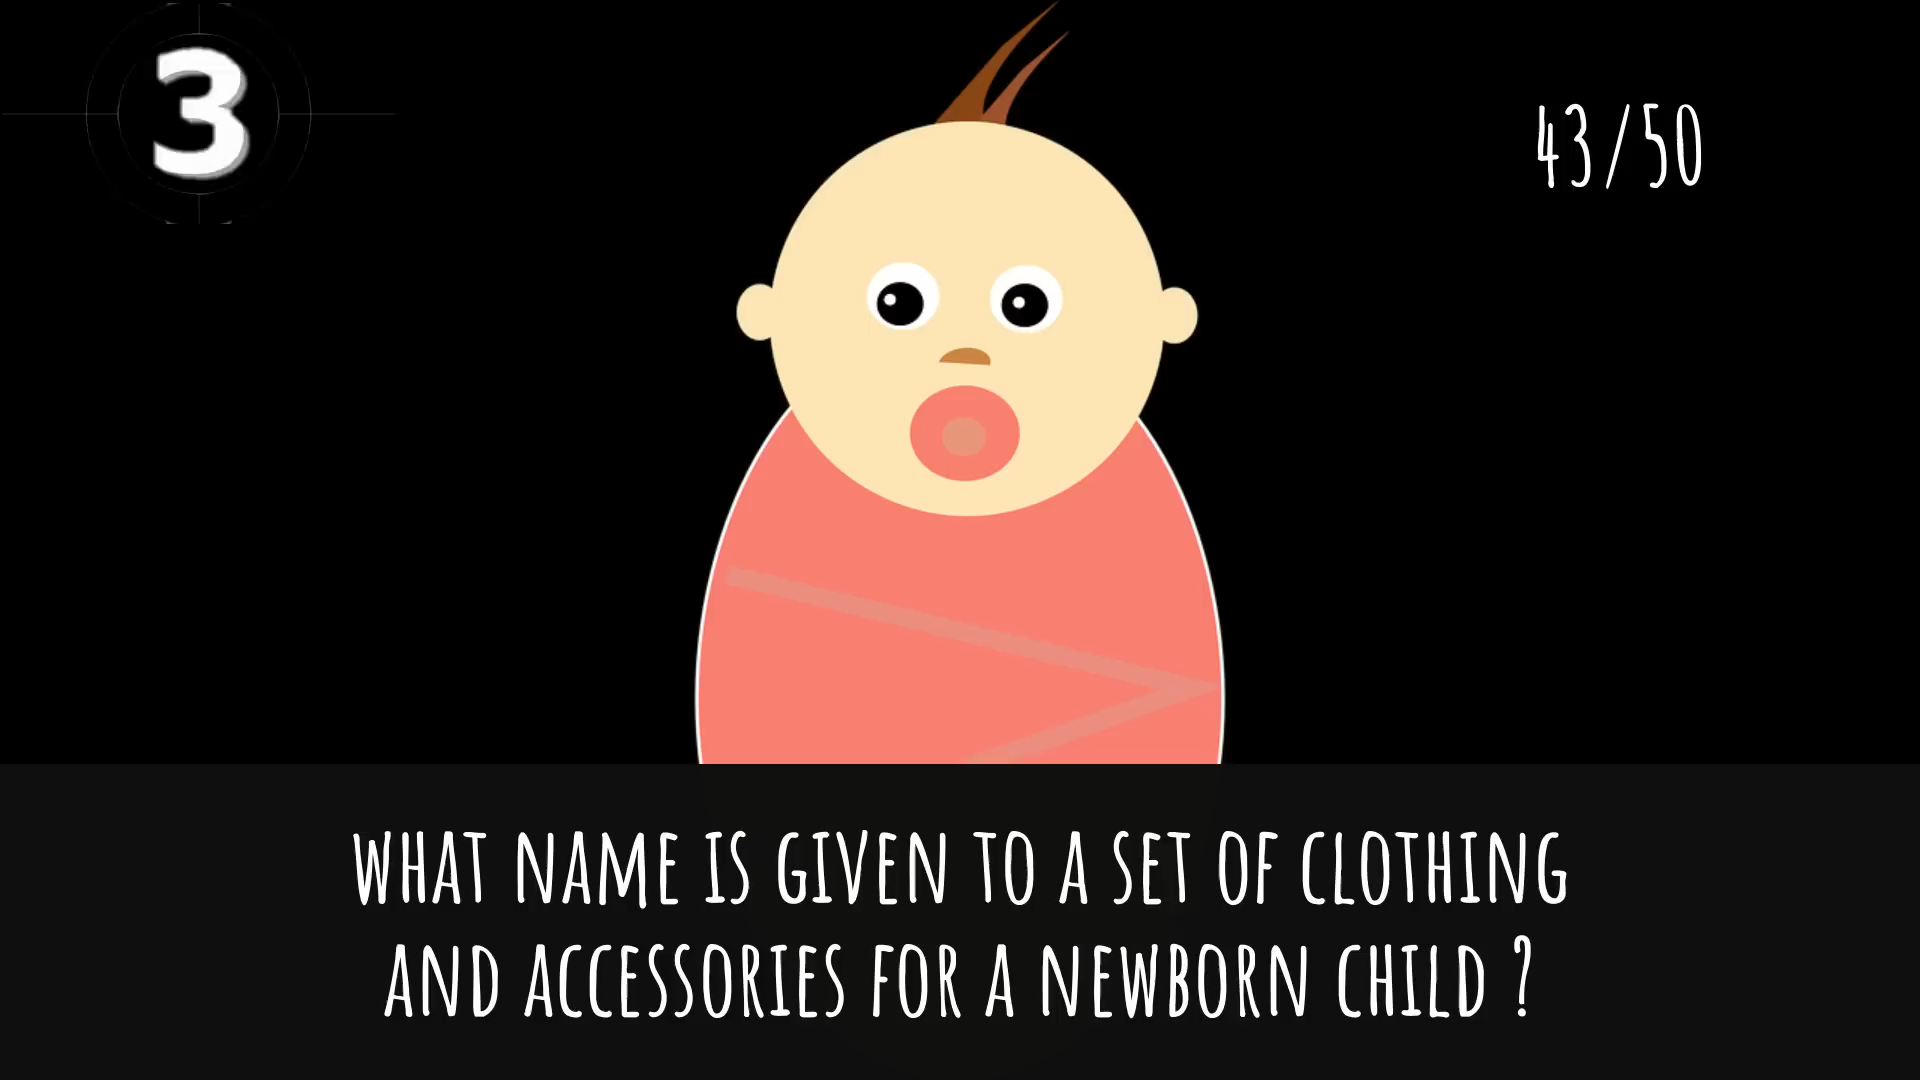 3
43/50
WHAT NAME IS GIVEN TO A SET OF CLOTHING
AND ACCESSORIES FOR A NEWBORN CHILD ?